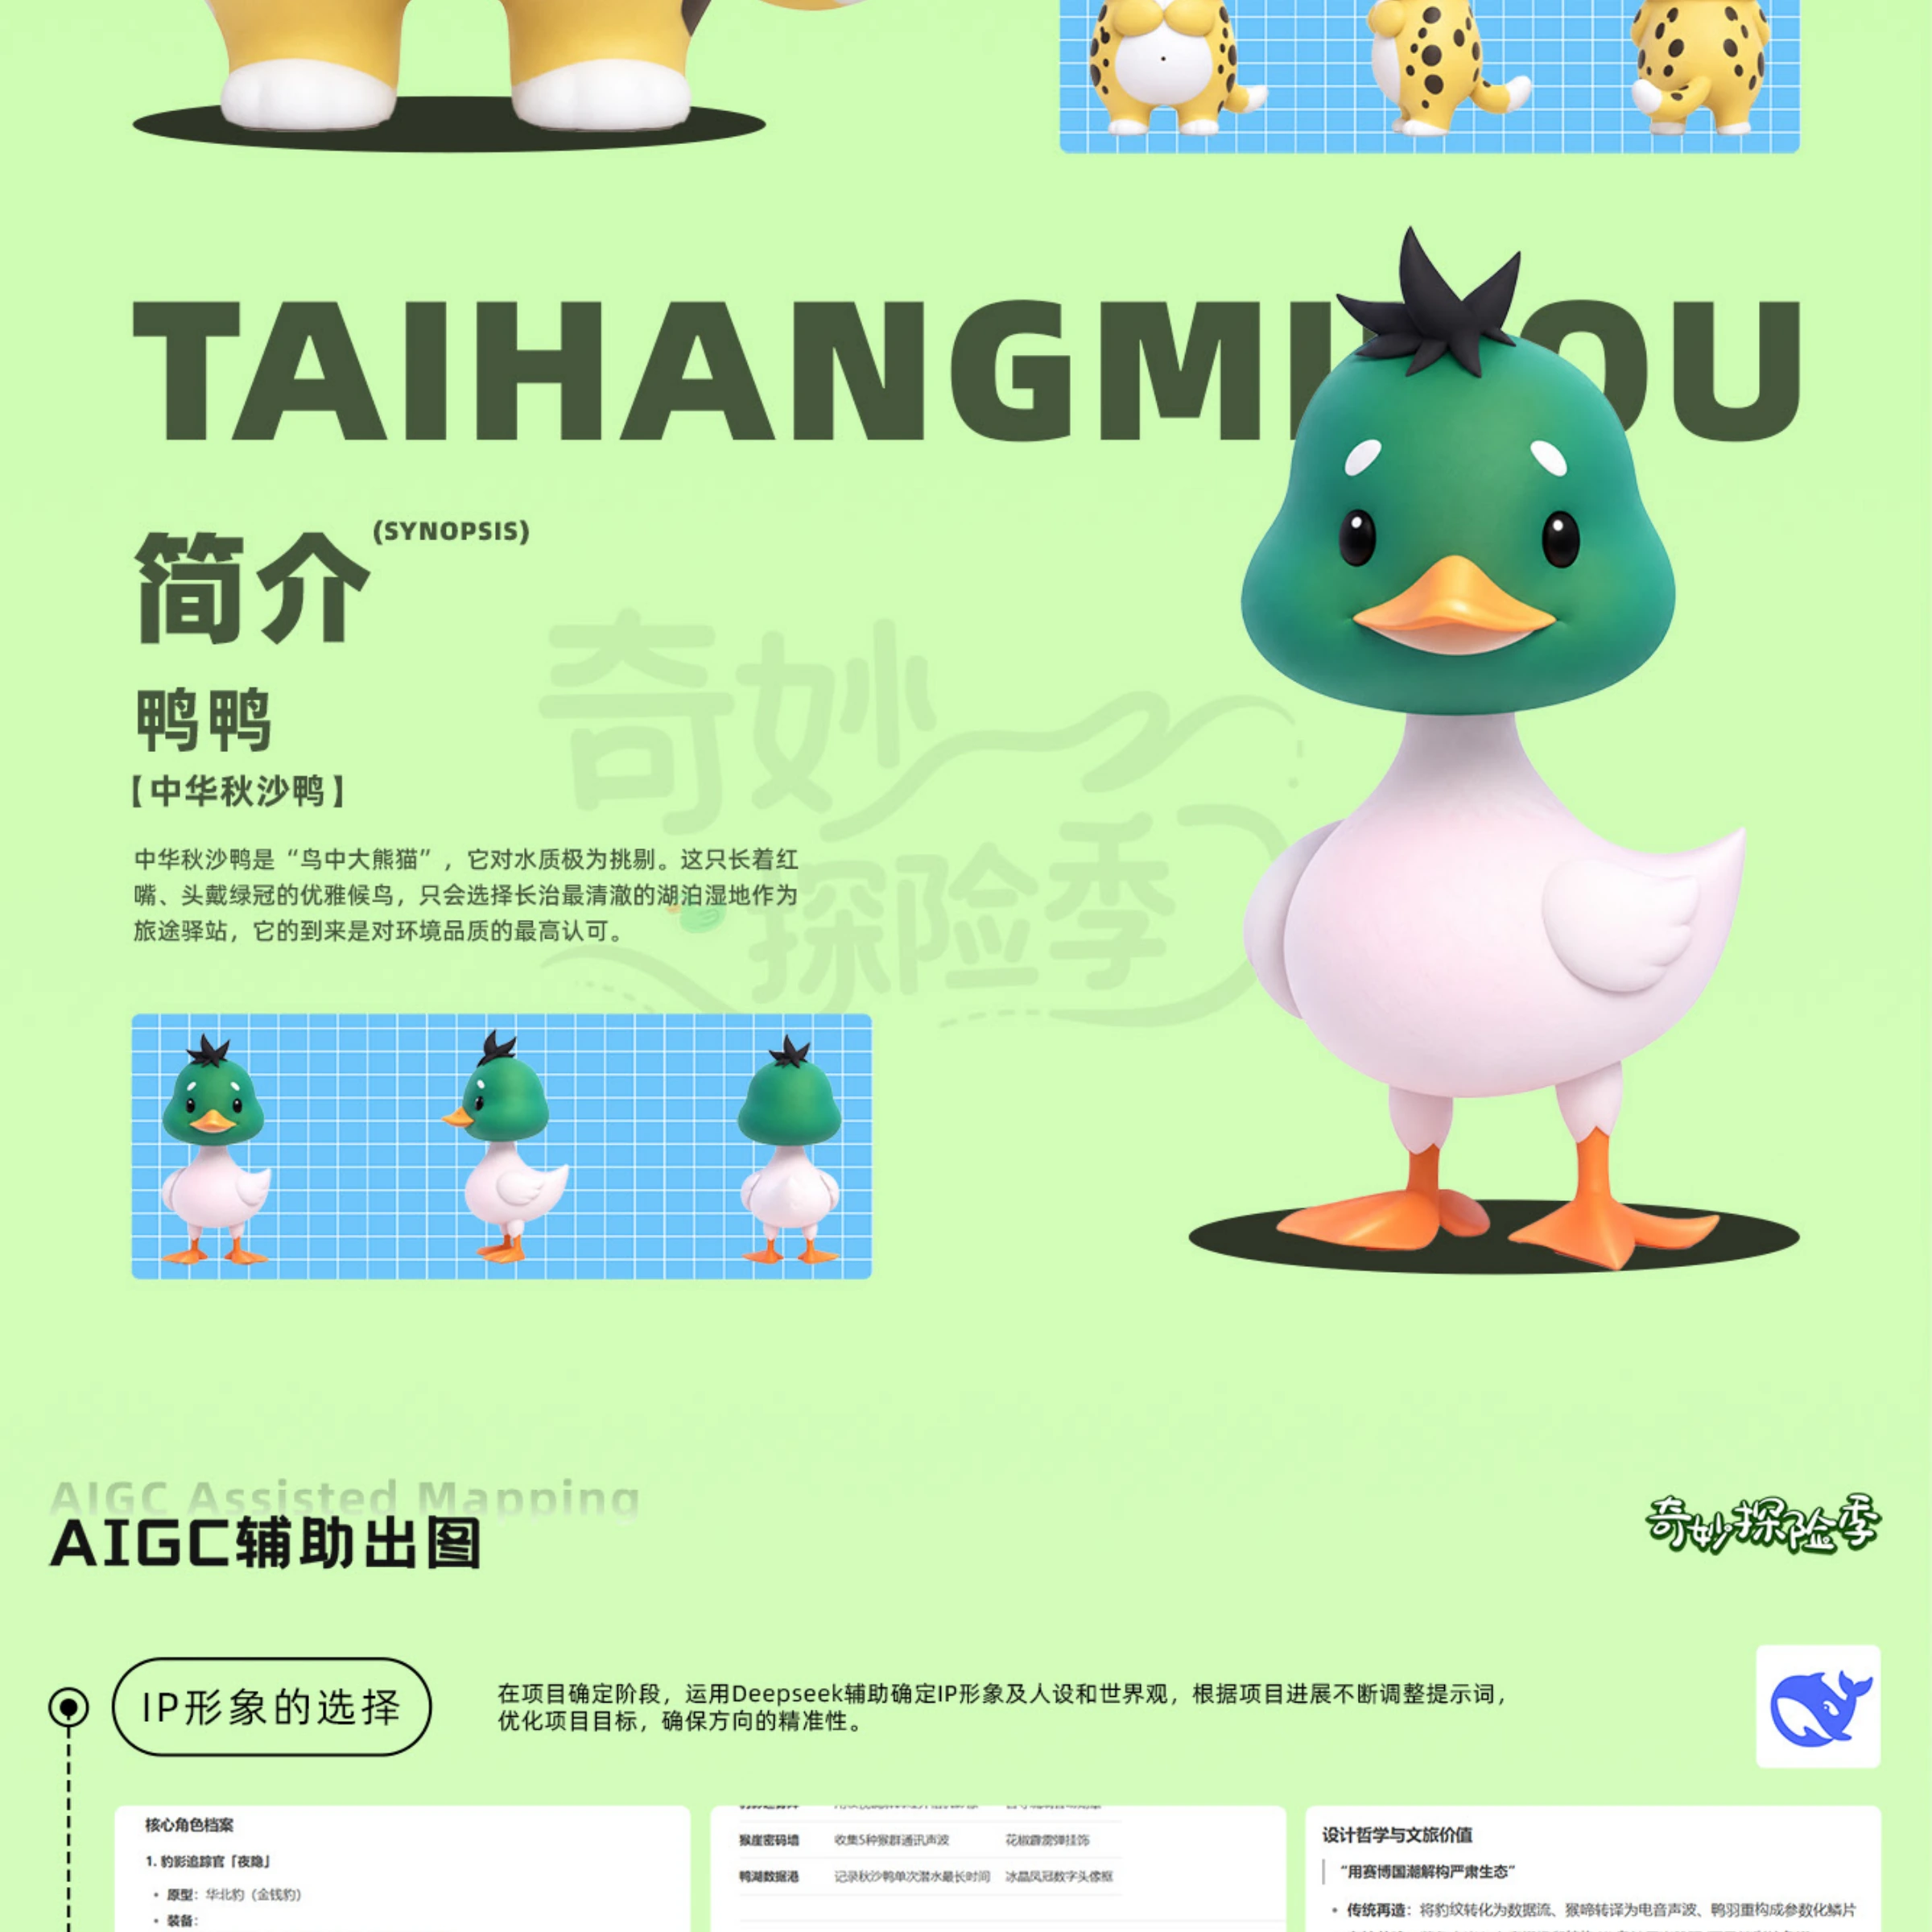 TAIHANGMI OU
简介
(SYNOPSIS)
鸭鸭
【中华秋沙鸭】
中华秋沙鸭是“鸟中大熊猫”，它对水质极为挑剔。这只长着红
嘴、头戴绿冠的优雅候鸟，只会选择长治最清澈的湖泊湿地作为
旅途驿站，它的到来是对环境品质的最高认可。
奇妙
探险季
AIGC Assisted Mapping
AIGC辅助出图
奇妙探险季
IP形象的选择
在项目确定阶段，运用Deepseek辅助确定IP形象及人设和世界观，根据项目进展不断调整提示词，
优化项目目标，确保方向的精准性。
核心角色档案
1. 豹影追踪官「夜隐」
• 原型：华北豹（金钱豹）
• 装备：
猴崖密码墙 收集5种猴群通讯声波 花椒霹雳弹挂饰
鸭湖数据港 记录秋沙鸭单次潜水最长时间 冰晶凤冠数字头像框
设计哲学与文旅价值
“用赛博国潮解构严肃生态”
• 传统再造：将豹纹转化为数据流、猴啼转译为电音声波、鸭羽重构成参数化鳞片